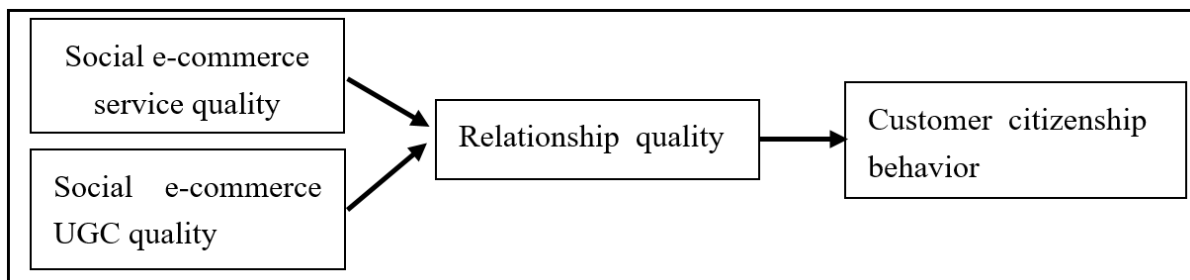 Social e-commerce
service quality
Social e-commerce
UGC quality
Relationship quality
Customer citizenship
behavior